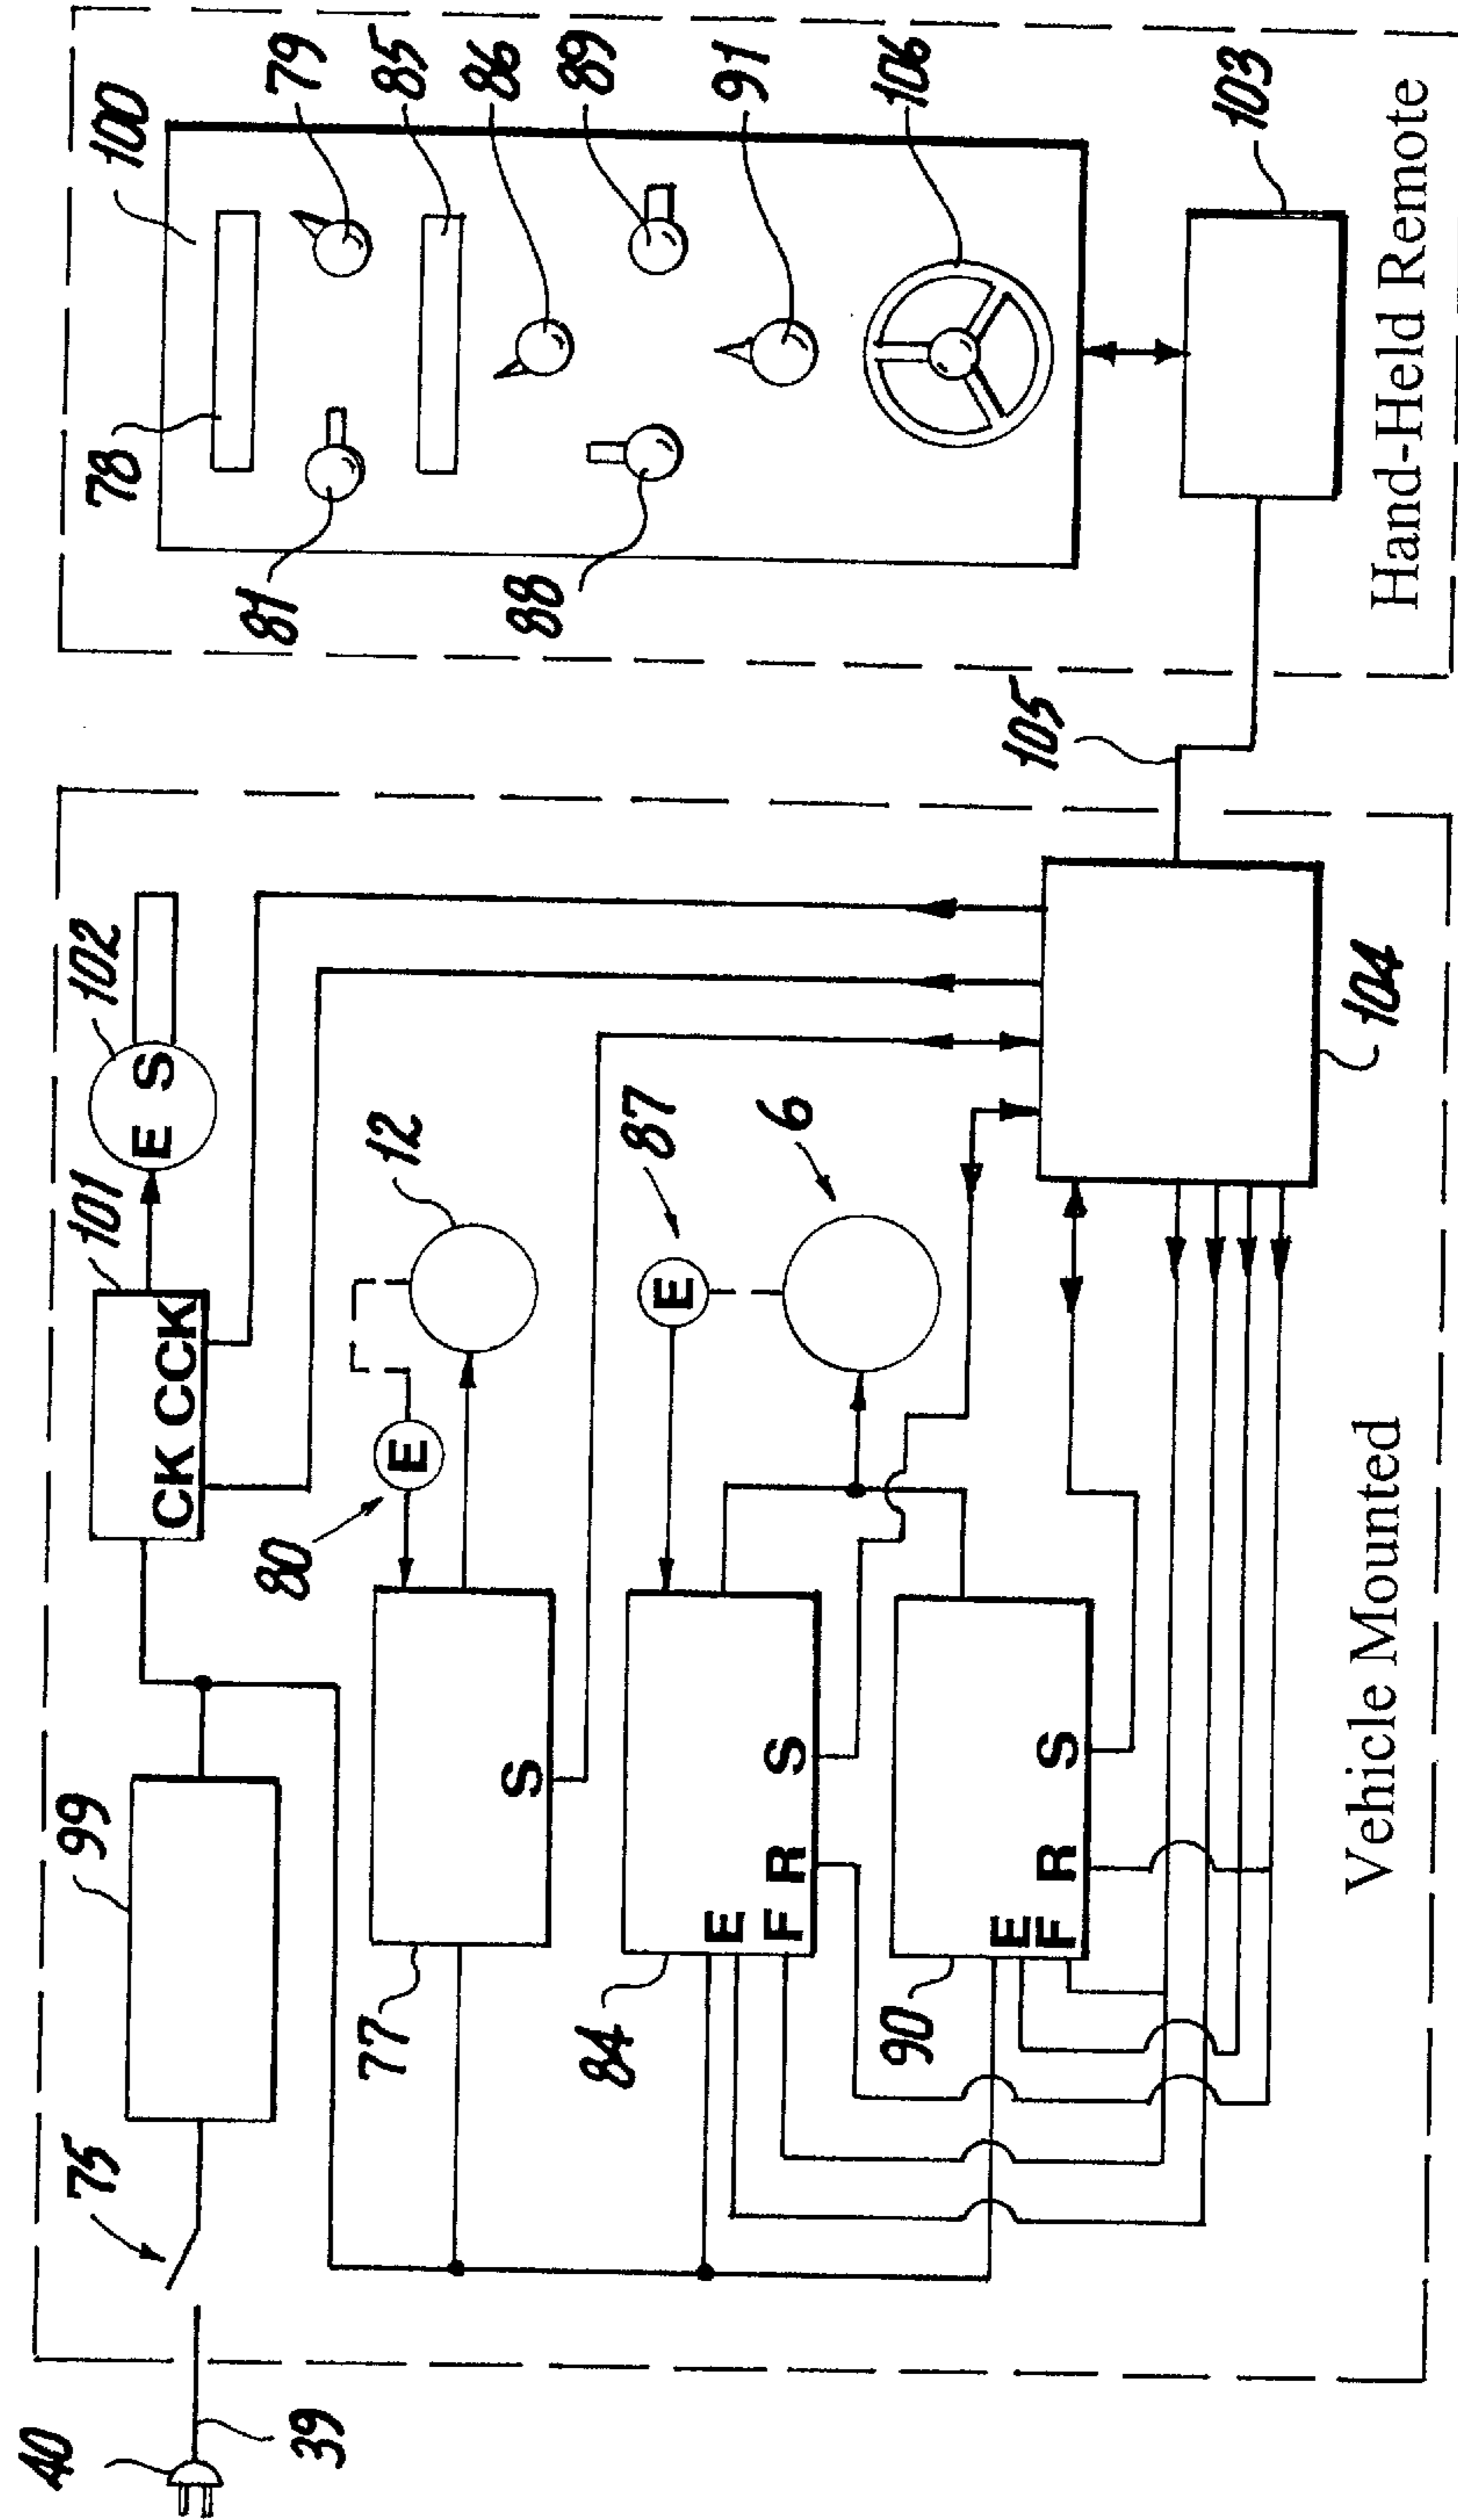 40
39
75
99
101
102
CK CCK
E S
77
80
E
12
S
84
87
E
6
E
F R S
90
E
F R S
104
105
Vehicle Mounted
78
100
81
79
85
86
88
89
91
106
103
Hand-Held Remote